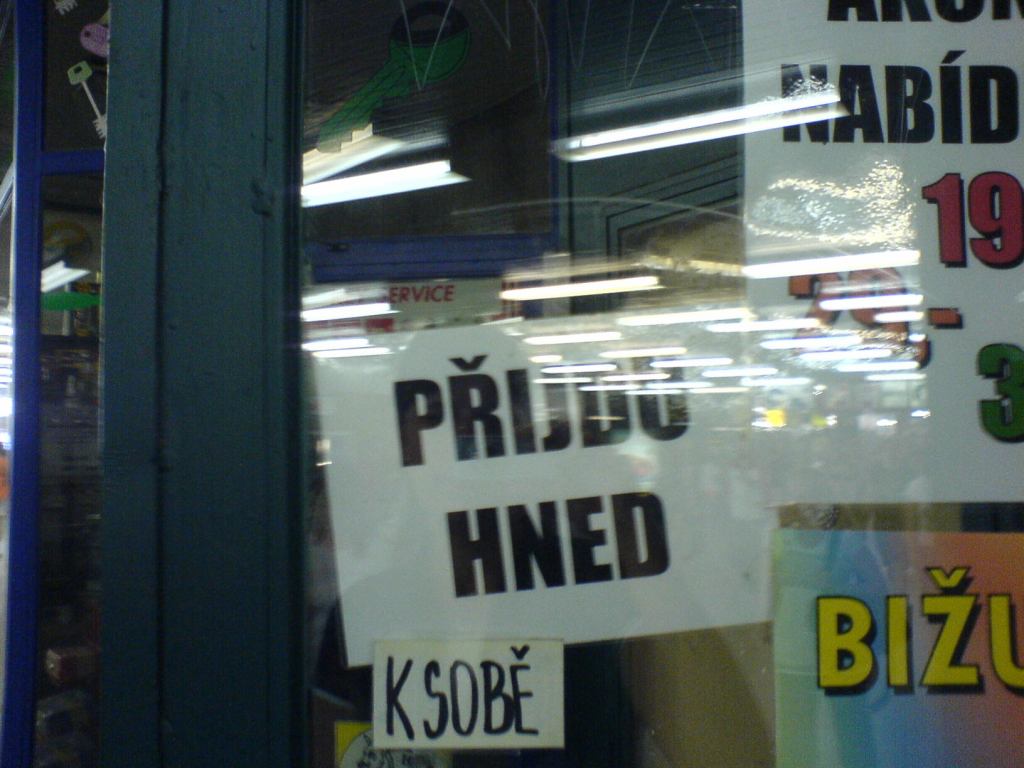 NABÍD
19
ERVICE
3
PŘIJDU
HNED
BIŽU
K SOBĚ